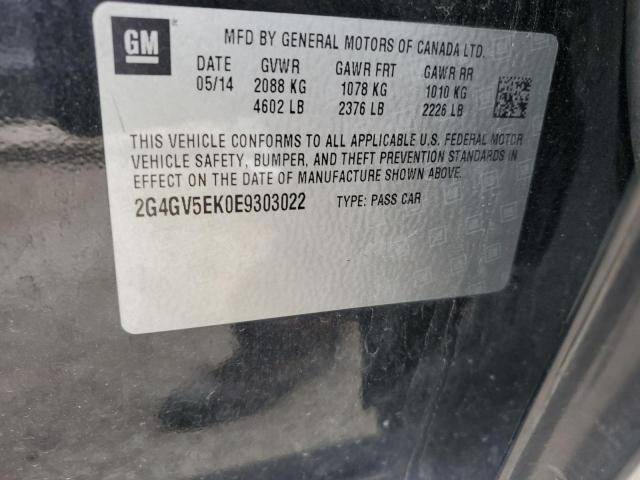 GM
MFD BY GENERAL MOTORS OF CANADA LTD.
DATE GVWR GAWR FRT GAWR RR
05/14 2088 KG 1078 KG 1010 KG
4602 LB 2376 LB 2226 LB
THIS VEHICLE CONFORMS TO ALL APPLICABLE U.S. FEDERAL MOTOR
VEHICLE SAFETY, BUMPER, AND THEFT PREVENTION STANDARDS IN
EFFECT ON THE DATE OF MANUFACTURE SHOWN ABOVE.
2G4GV5EK0E9303022 TYPE: PASS CAR